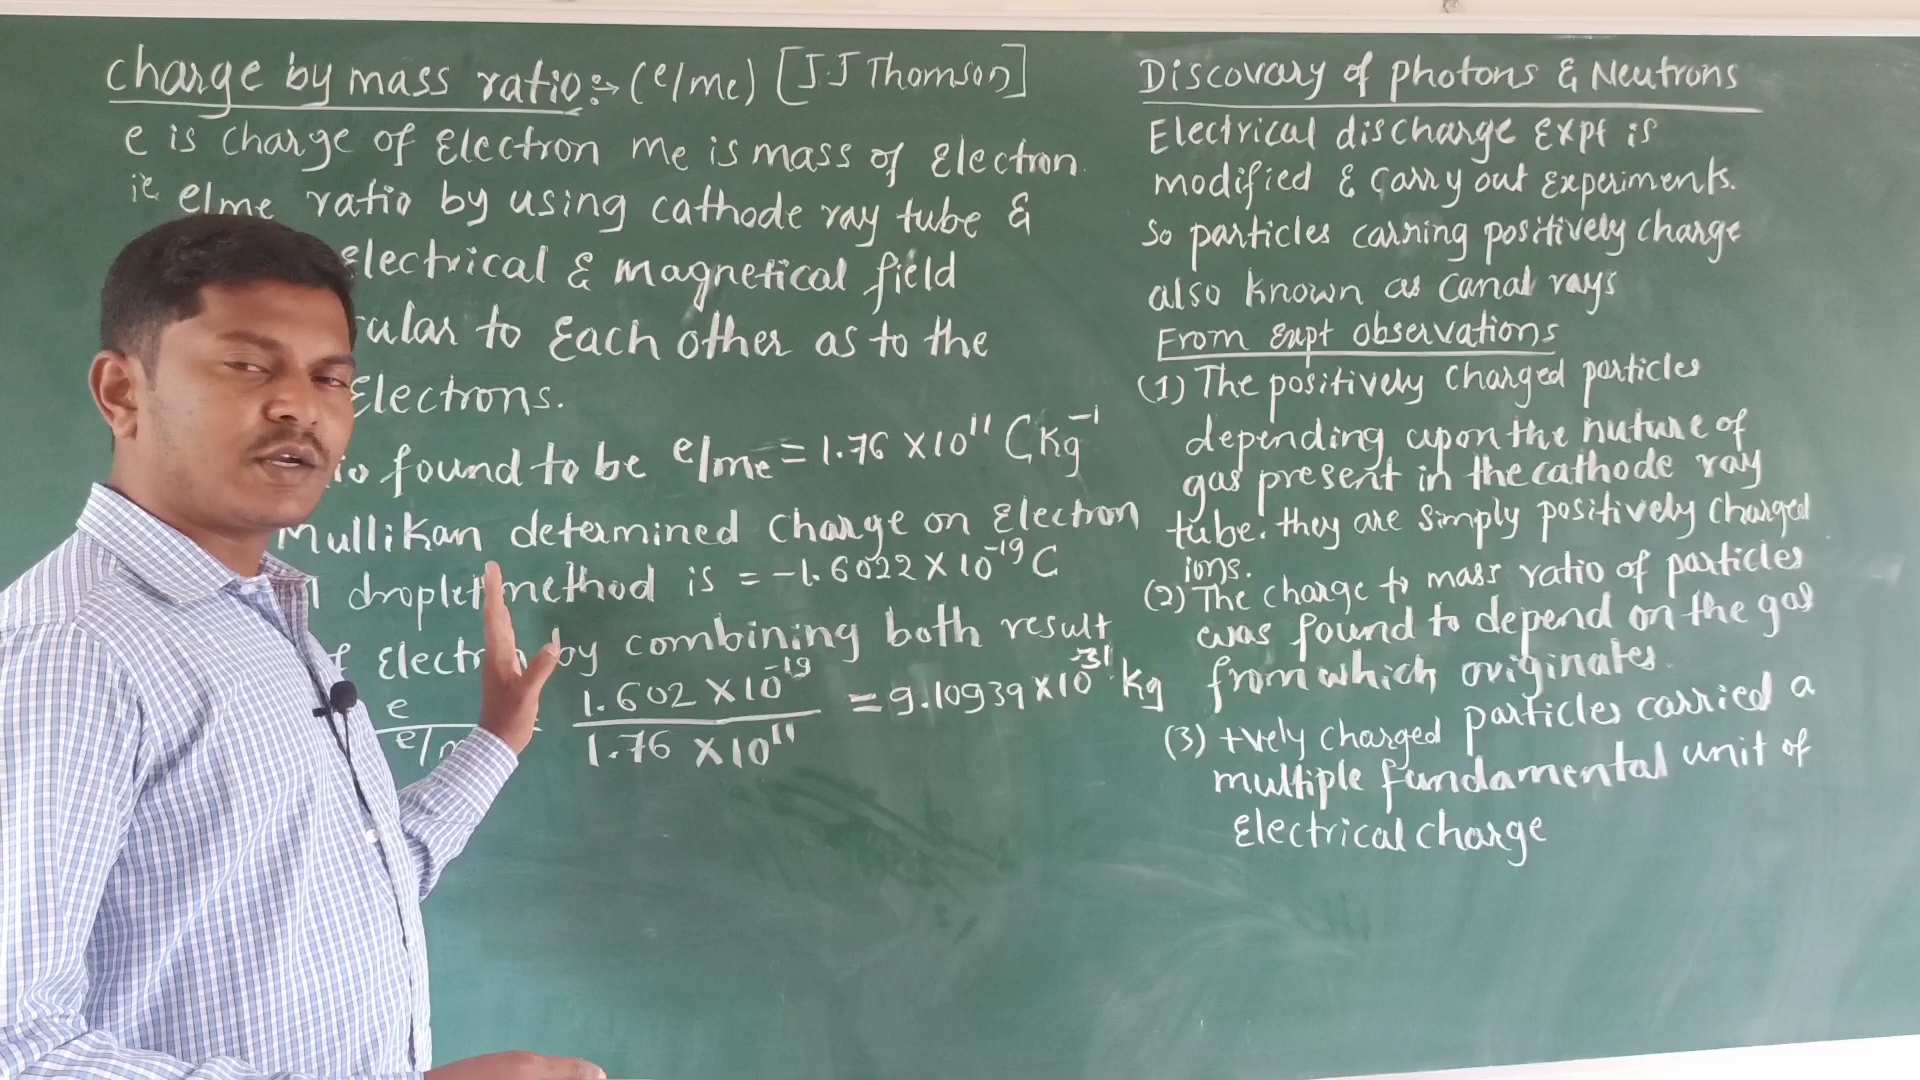 charge by mass ratio:→ (e/me) [J.J Thomson]
e is charge of Electron me is mass of Electron
ie e/me ratio by using cathode ray tube &
Electrical & magnetical field
to Each other as to the
Electrons.
found to be e/me = 1.76 ×10¹¹ C Kg⁻¹
Mullikan determined charge on Electron
droplet method is = -1.6022 × 10⁻¹⁹ C
by combining both result
e 1.602 ×10⁻¹⁹ = 9.10939×10⁻³¹ kg
1.76 ×10¹¹
Discovary of photons & Neutrons
Electrical discharge Expt is
modified & carry out Experiments.
So particles carning positively charge
also known as canal rays
From Expt observations
(1) The positively charged particles
depending upon the nuture of
gas present in the cathode ray
tube. they are simply positively charged
ions.
(2) The charge to mass ratio of particles
was found to depend on the gas
from which originates.
(3) +vely charged particles carried a
multiple fundamental unit of
Electrical charge